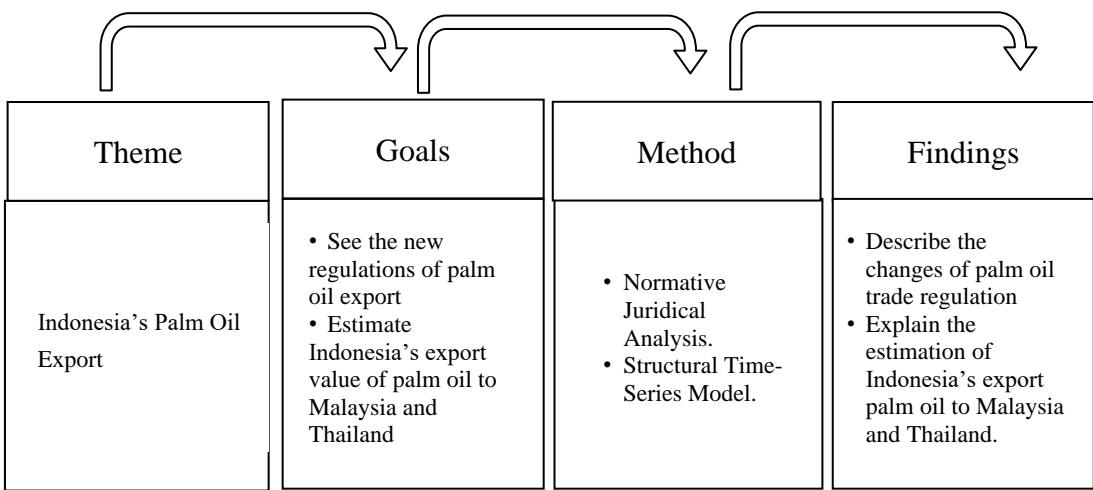 Theme
Indonesia’s Palm Oil
Export
Goals
• See the new
regulations of palm
oil export
• Estimate
Indonesia’s export
value of palm oil to
Malaysia and
Thailand
Method
• Normative
Juridical
Analysis.
• Structural Time-
Series Model.
Findings
• Describe the
changes of palm oil
trade regulation
• Explain the
estimation of
Indonesia’s export
palm oil to Malaysia
and Thailand.